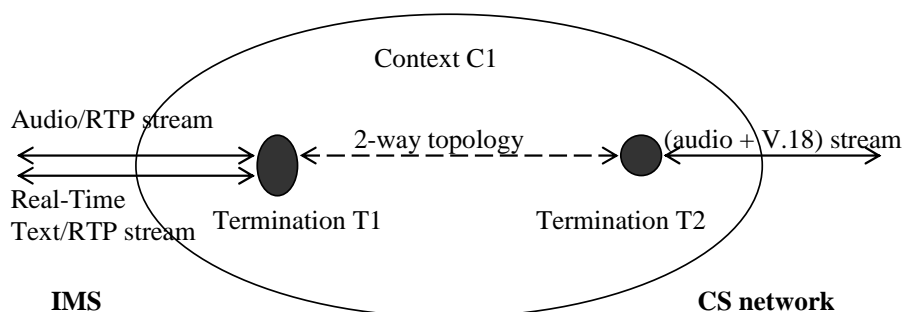 Context C1
Audio/RTP stream
2-way topology
(audio + V.18) stream
Real-Time
Text/RTP stream
Termination T1
Termination T2
IMS
CS network